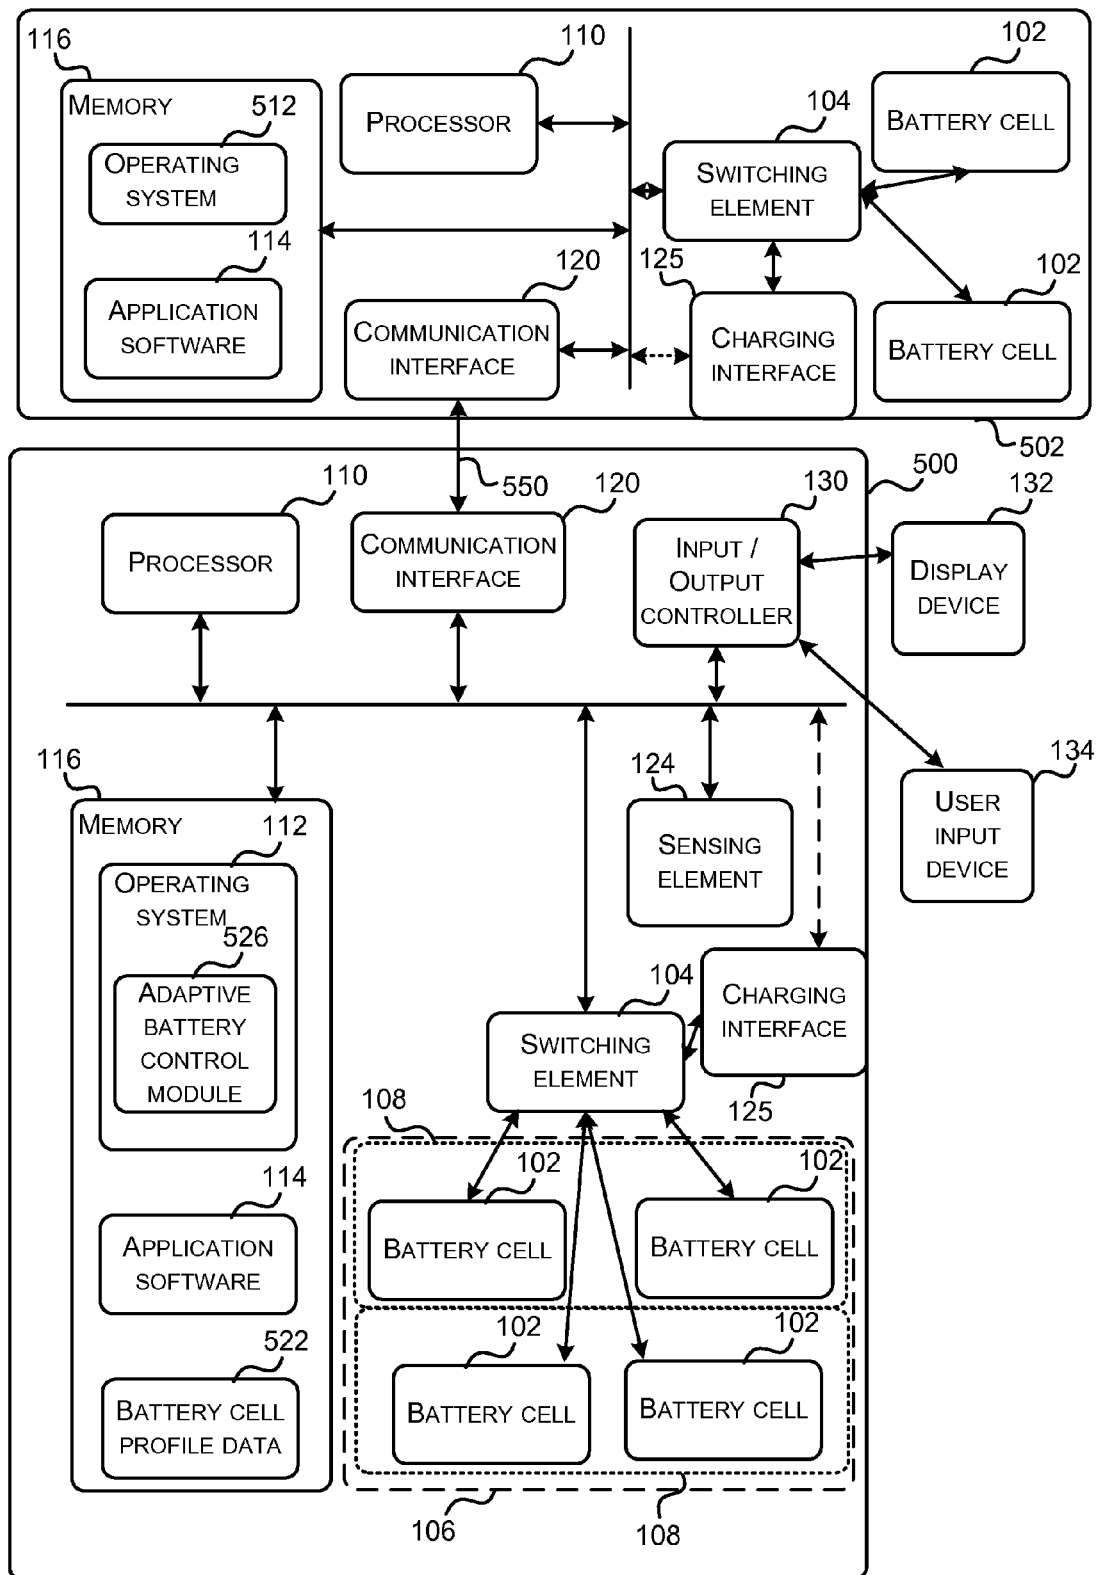 116
MEMORY
512
OPERATING
SYSTEM
114
APPLICATION
SOFTWARE
110
PROCESSOR
120
COMMUNICATION
INTERFACE
104
SWITCHING
ELEMENT
125
CHARGING
INTERFACE
102
BATTERY CELL
102
BATTERY CELL
502
500
110
PROCESSOR
550
120
COMMUNICATION
INTERFACE
130
INPUT /
OUTPUT
CONTROLLER
132
DISPLAY
DEVICE
134
USER
INPUT
DEVICE
116
MEMORY
112
OPERATING
SYSTEM
526
ADAPTIVE
BATTERY
CONTROL
MODULE
114
APPLICATION
SOFTWARE
522
BATTERY CELL
PROFILE DATA
124
SENSING
ELEMENT
104
SWITCHING
ELEMENT
CHARGING
INTERFACE
125
108
102
BATTERY CELL
102
BATTERY CELL
102
BATTERY CELL
102
BATTERY CELL
106
108